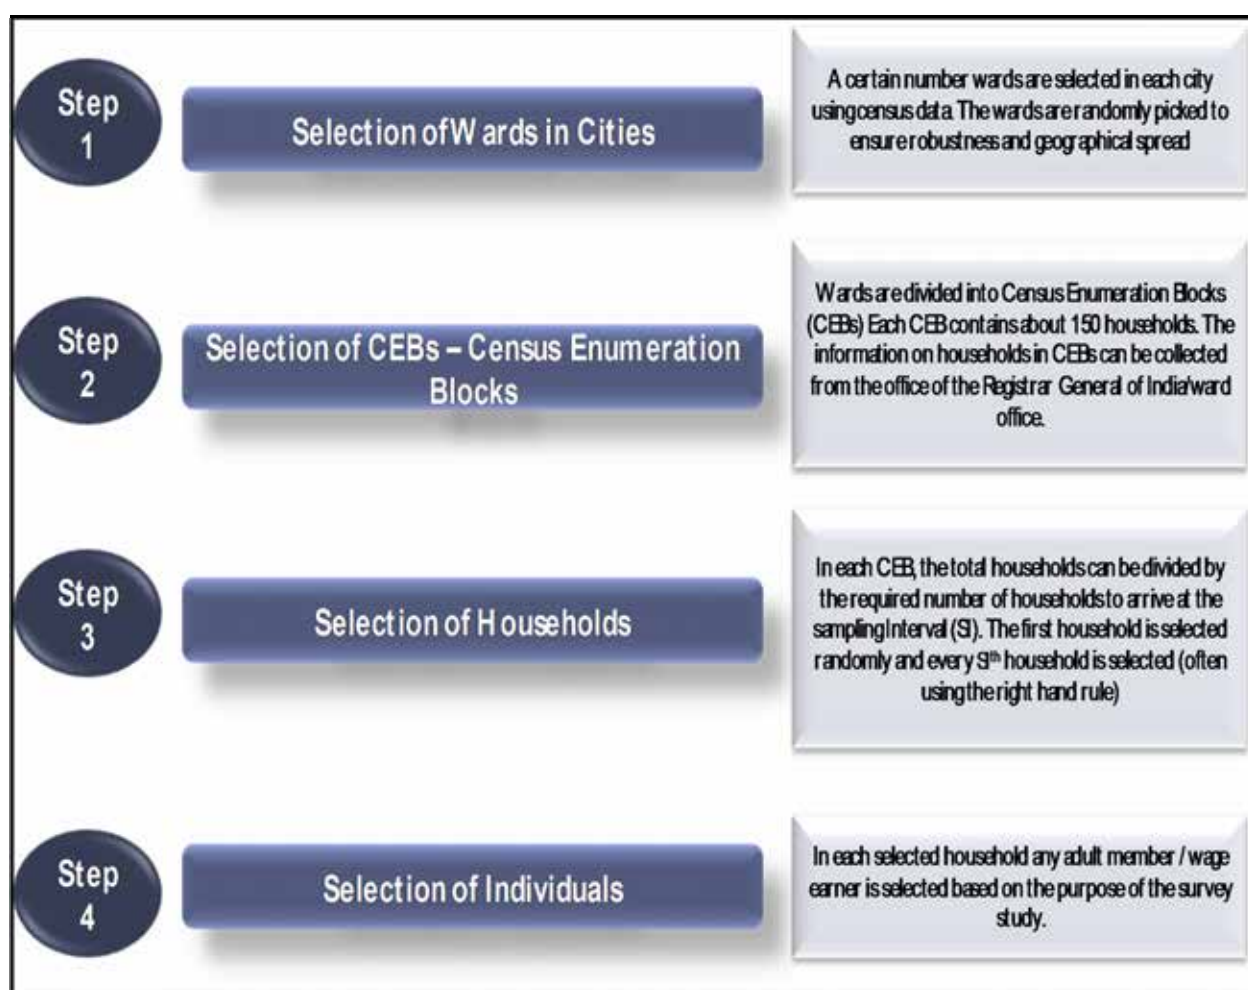 Step
1
Selection of Wards in Cities
A certain number wards are selected in each city
using census data. The wards are randomly picked to
ensure robustness and geographical spread
Step
2
Selection of CEBs – Census Enumeration
Blocks
Wards are divided into Census Enumeration Blocks
(CEBs) Each CEB contains about 150 households. The
information on households in CEBs can be collected
from the office of the Registrar General of India/ward
office.
Step
3
Selection of Households
In each CEB, the total households can be divided by
the required number of households to arrive at the
sampling Interval (SI). The first household is selected
randomly and every SIth household is selected (often
using the right hand rule)
Step
4
Selection of Individuals
In each selected household any adult member / wage
earner is selected based on the purpose of the survey
study.